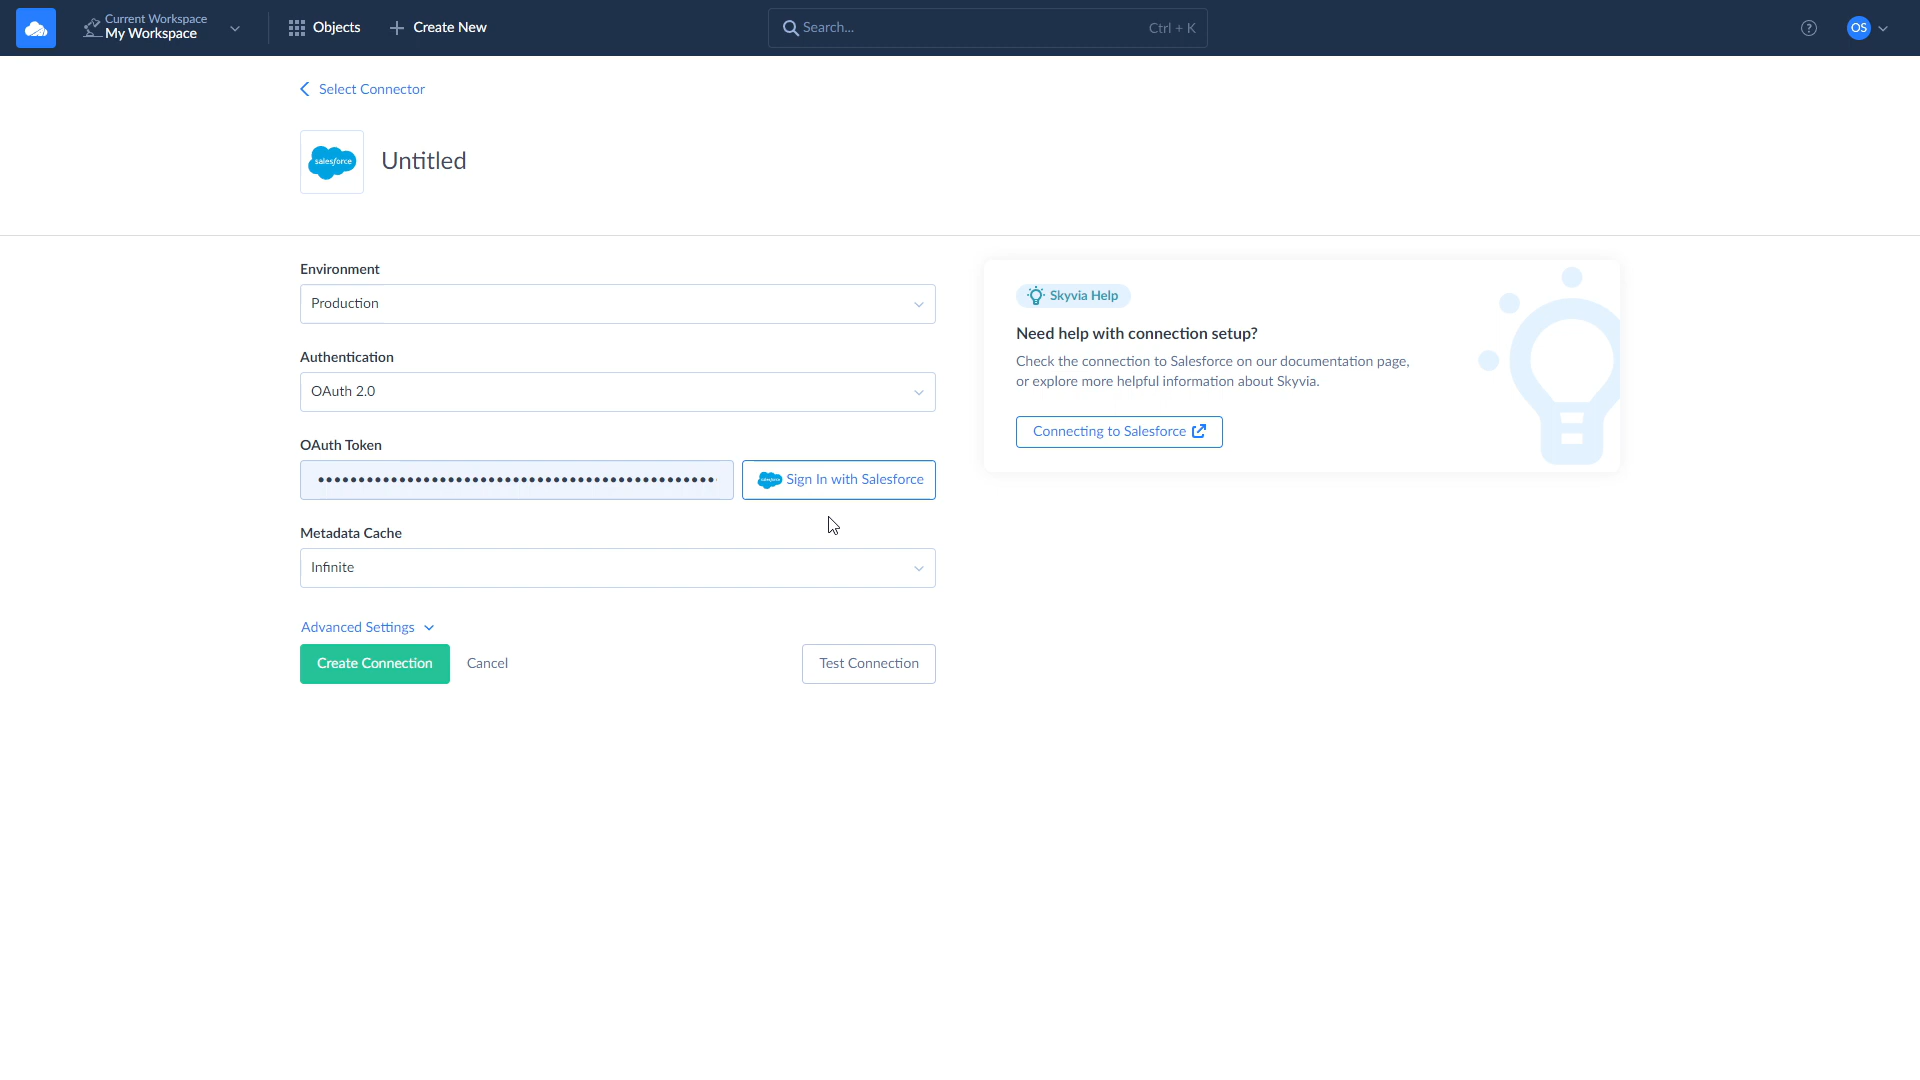 Current Workspace
My Workspace
Objects
Create New
Search...
Ctrl + K
?
OS
Select Connector
salesforce
Untitled
Environment
Production
Authentication
OAuth 2.0
OAuth Token
Sign In with Salesforce
Metadata Cache
Infinite
Advanced Settings
Create Connection
Cancel
Test Connection
Skyvia Help
Need help with connection setup?
Check the connection to Salesforce on our documentation page,
or explore more helpful information about Skyvia.
Connecting to Salesforce